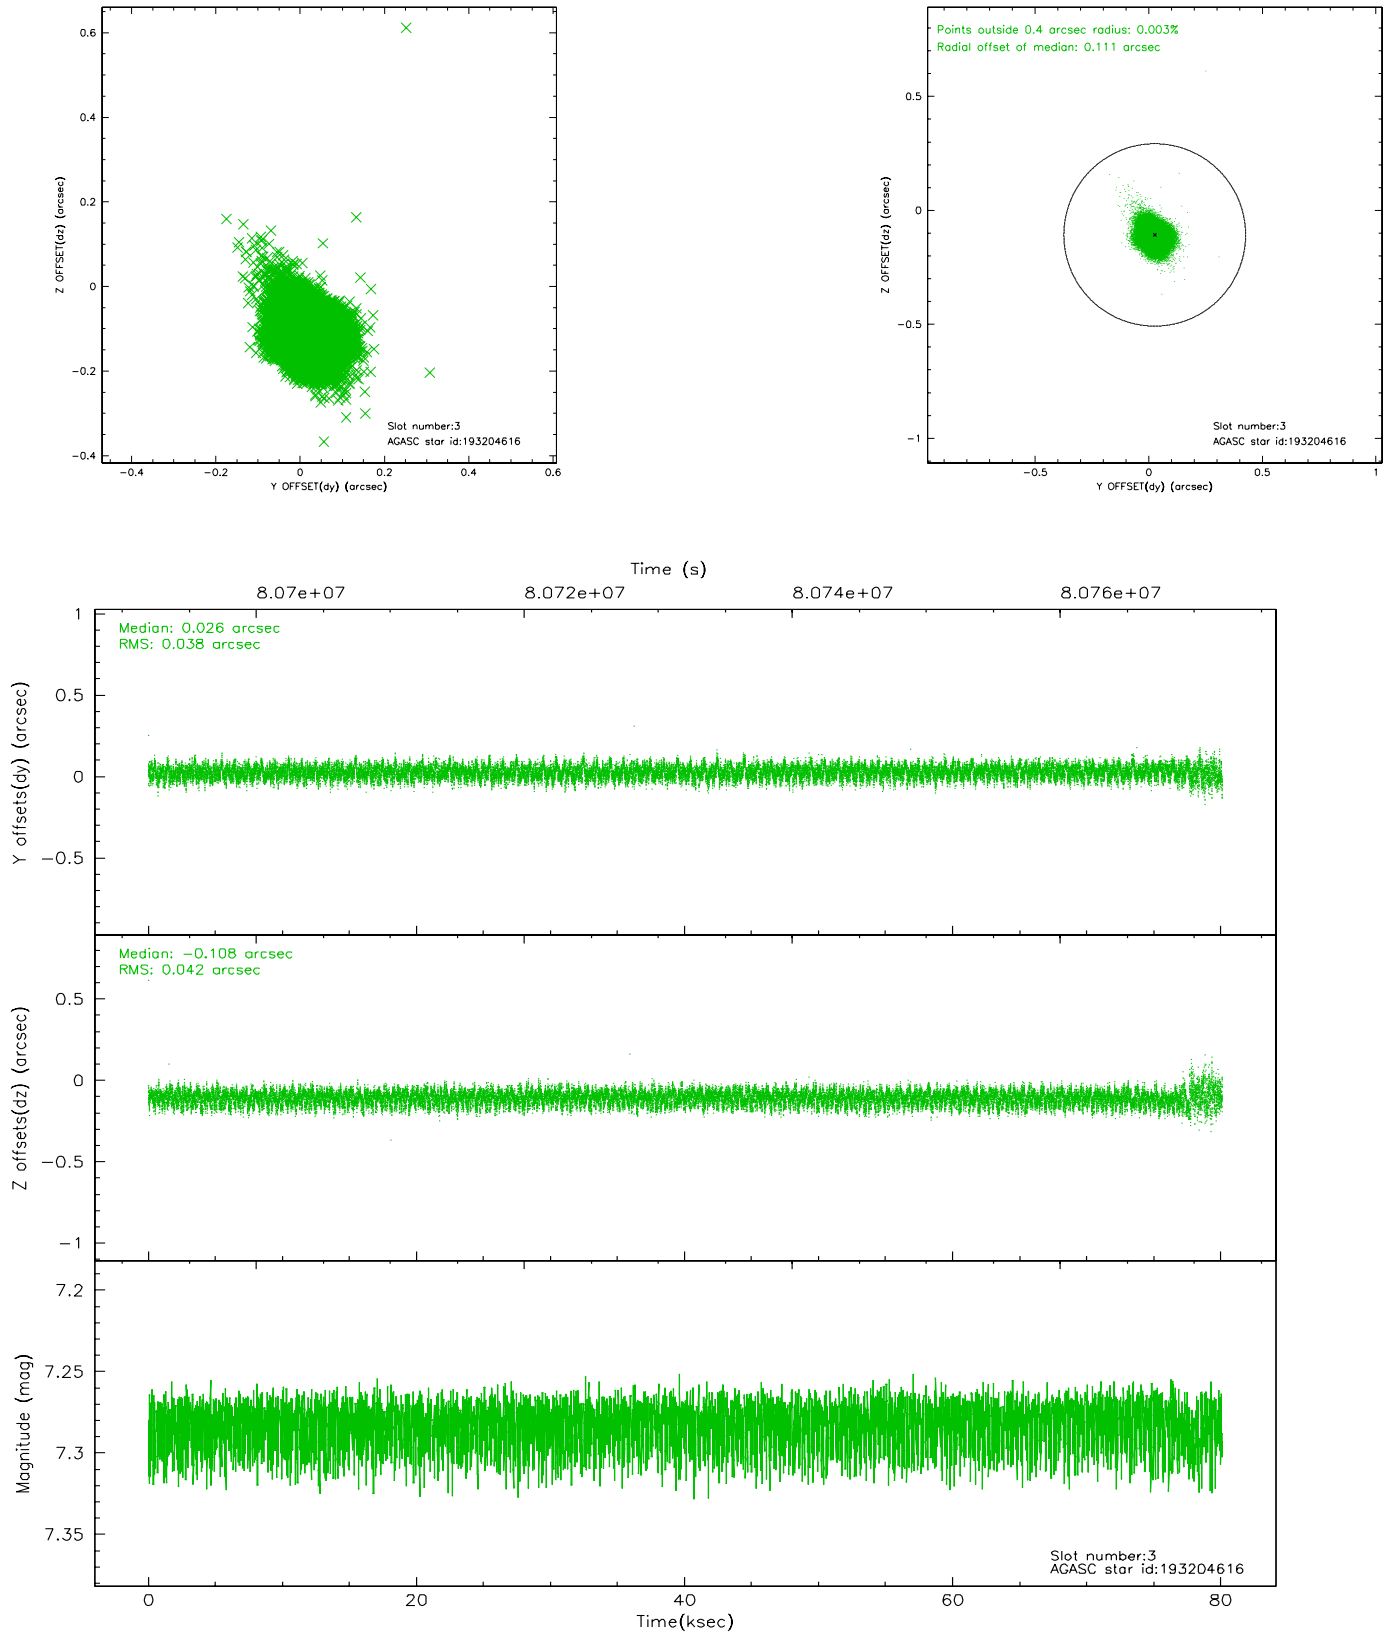 0.6
0.4
0.2
0
−0.2
−0.4
Z OFFSET(dz) (arcsec)
Slot number:3
AGASC star id:193204616
−0.4 −0.2 0 0.2 0.4 0.6
Y OFFSET(dy) (arcsec)
Points outside 0.4 arcsec radius: 0.003%
Radial offset of median: 0.111 arcsec
0.5
0
−0.5
−1
Z OFFSET(dz) (arcsec)
Slot number:3
AGASC star id:193204616
−0.5 0 0.5 1
Y OFFSET(dy) (arcsec)
Time (s)
8.07e+07 8.072e+07 8.074e+07 8.076e+07
Median: 0.026 arcsec
RMS: 0.038 arcsec
1
0.5
0
−0.5
Y offsets(dy) (arcsec)
Median: −0.108 arcsec
RMS: 0.042 arcsec
0.5
0
−0.5
−1
Z offsets(dz) (arcsec)
7.2
7.25
7.3
7.35
Magnitude (mag)
Slot number:3
AGASC star id:193204616
0 20 40 60 80
Time(ksec)